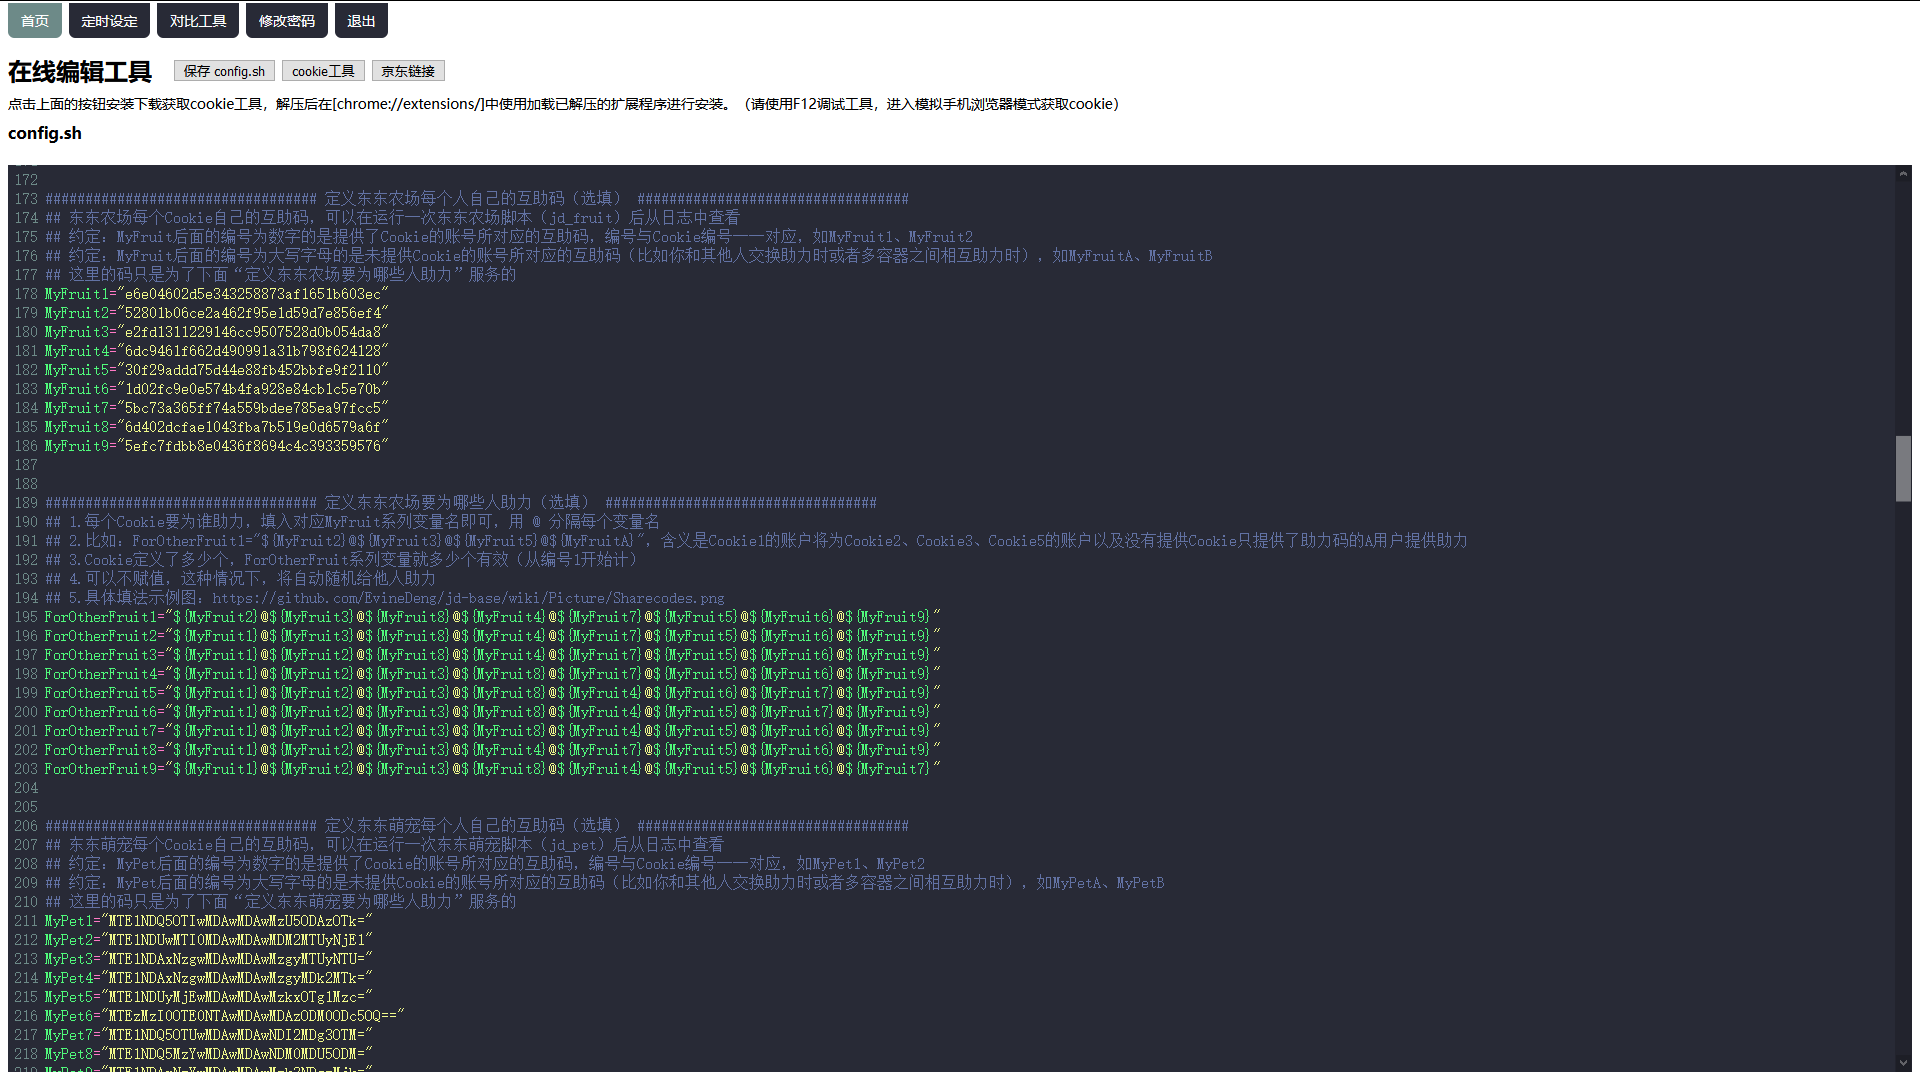 首页 定时设定 对比工具 修改密码 退出
在线编辑工具 保存 config.sh cookie工具 京东链接
点击上面的按钮安装下载获取cookie工具，解压后在[chrome://extensions/]中使用加载已解压的扩展程序进行安装。（请使用F12调试工具，进入模拟手机浏览器模式获取cookie）
config.sh
172
173 ################################## 定义东东农场每个人自己的互助码（选填） ##################################
174 ## 东东农场每个Cookie自己的互助码，可以在运行一次东东农场脚本（jd_fruit）后从日志中查看
175 ## 约定：MyFruit后面的编号为数字的是提供了Cookie的账号所对应的互助码，编号与Cookie编号一一对应，如MyFruit1、MyFruit2
176 ## 约定：MyFruit后面的编号为大写字母的是未提供Cookie的账号所对应的互助码（比如你和其他人交换助力时或者多容器之间相互助力时），如MyFruitA、MyFruitB
177 ## 这里的码只是为了下面“定义东东农场要为哪些人助力”服务的
178 MyFruit1="e6e04602d5e343258873af1651b603ec"
179 MyFruit2="52801b06ce2a462f95e1d59d7e856ef4"
180 MyFruit3="e2fd1311229146cc9507528d0b054da8"
181 MyFruit4="6dc9461f662d490991a31b798f624128"
182 MyFruit5="30f29addd75d44e88fb452bbfe9f2110"
183 MyFruit6="1d02fc9e0e574b4fa928e84cb1c5e70b"
184 MyFruit7="5bc73a365ff74a559bdee785ea97fcc5"
185 MyFruit8="6d402dcfae1043fba7b519e0d6579a6f"
186 MyFruit9="5efc7fdbb8e0436f8694c4c393359576"
187
188
189 ################################## 定义东东农场要为哪些人助力（选填） ##################################
190 ## 1.每个Cookie要为谁助力，填入对应MyFruit系列变量名即可，用 @ 分隔每个变量名
191 ## 2.比如：ForOtherFruit1="${MyFruit2}@${MyFruit3}@${MyFruit5}@${MyFruitA}"，含义是Cookie1的账户将为Cookie2、Cookie3、Cookie5的账户以及没有提供Cookie只提供了助力码的A用户提供助力
192 ## 3.Cookie定义了多少个，ForOtherFruit系列变量就多少个有效（从编号1开始计）
193 ## 4.可以不赋值，这种情况下，将自动随机给他人助力
194 ## 5.具体填法示例图：https://github.com/EvineDeng/jd-base/wiki/Picture/Sharecodes.png
195 ForOtherFruit1="${MyFruit2}@${MyFruit3}@${MyFruit8}@${MyFruit4}@${MyFruit7}@${MyFruit5}@${MyFruit6}@${MyFruit9}"
196 ForOtherFruit2="${MyFruit1}@${MyFruit3}@${MyFruit8}@${MyFruit4}@${MyFruit7}@${MyFruit5}@${MyFruit6}@${MyFruit9}"
197 ForOtherFruit3="${MyFruit1}@${MyFruit2}@${MyFruit8}@${MyFruit4}@${MyFruit7}@${MyFruit5}@${MyFruit6}@${MyFruit9}"
198 ForOtherFruit4="${MyFruit1}@${MyFruit2}@${MyFruit3}@${MyFruit8}@${MyFruit7}@${MyFruit5}@${MyFruit6}@${MyFruit9}"
199 ForOtherFruit5="${MyFruit1}@${MyFruit2}@${MyFruit3}@${MyFruit8}@${MyFruit4}@${MyFruit6}@${MyFruit7}@${MyFruit9}"
200 ForOtherFruit6="${MyFruit1}@${MyFruit2}@${MyFruit3}@${MyFruit8}@${MyFruit4}@${MyFruit5}@${MyFruit7}@${MyFruit9}"
201 ForOtherFruit7="${MyFruit1}@${MyFruit2}@${MyFruit3}@${MyFruit8}@${MyFruit4}@${MyFruit5}@${MyFruit6}@${MyFruit9}"
202 ForOtherFruit8="${MyFruit1}@${MyFruit2}@${MyFruit3}@${MyFruit4}@${MyFruit7}@${MyFruit5}@${MyFruit6}@${MyFruit9}"
203 ForOtherFruit9="${MyFruit1}@${MyFruit2}@${MyFruit3}@${MyFruit8}@${MyFruit4}@${MyFruit5}@${MyFruit6}@${MyFruit7}"
204
205
206 ################################## 定义东东萌宠每个人自己的互助码（选填） ##################################
207 ## 东东萌宠每个Cookie自己的互助码，可以在运行一次东东萌宠脚本（jd_pet）后从日志中查看
208 ## 约定：MyPet后面的编号为数字的是提供了Cookie的账号所对应的互助码，编号与Cookie编号一一对应，如MyPet1、MyPet2
209 ## 约定：MyPet后面的编号为大写字母的是未提供Cookie的账号所对应的互助码（比如你和其他人交换助力时或者多容器之间相互助力时），如MyPetA、MyPetB
210 ## 这里的码只是为了下面“定义东东萌宠要为哪些人助力”服务的
211 MyPet1="MTE1NDQ5OTIwMDAwMDAwMzU5ODAzOTk="
212 MyPet2="MTE1NDUwMTI0MDAwMDAwMDM2MTUyNjE1"
213 MyPet3="MTE1NDAxNzgwMDAwMDAwMzgyMTUyNTU="
214 MyPet4="MTE1NDAxNzgwMDAwMDAwMzgyMDk2MTk="
215 MyPet5="MTE1NDUyMjEwMDAwMDAwMzkxOTg1Mzc="
216 MyPet6="MTEzMzI0OTE0NTAwMDAwMDAzODM0ODc5OQ=="
217 MyPet7="MTE1NDQ5OTUwMDAwMDAwNDI2MDg3OTM="
218 MyPet8="MTE1NDQ5MzYwMDAwMDAwNDM0MDU5ODM="